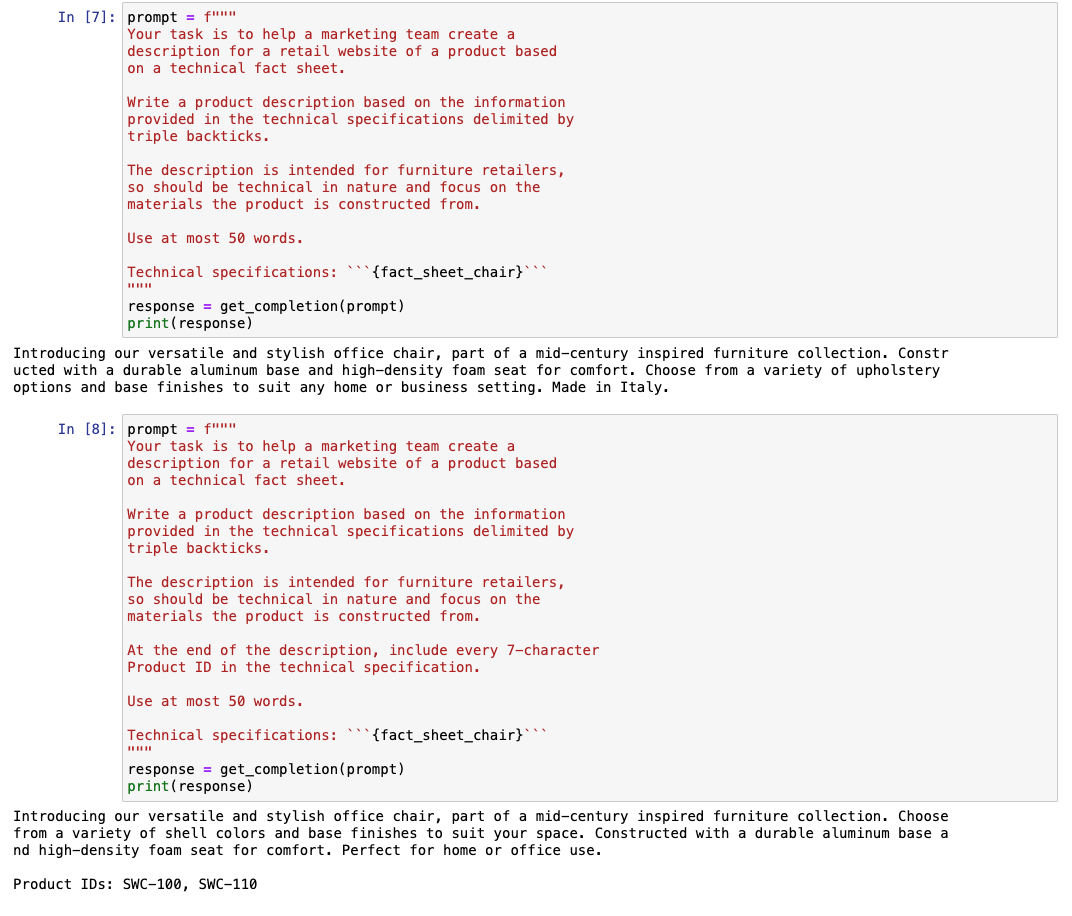 In [7]: prompt = f"""
Your task is to help a marketing team create a
description for a retail website of a product based
on a technical fact sheet.
Write a product description based on the information
provided in the technical specifications delimited by
triple backticks.
The description is intended for furniture retailers,
so should be technical in nature and focus on the
materials the product is constructed from.
Use at most 50 words.
Technical specifications: ```{fact_sheet_chair}```
"""
response = get_completion(prompt)
print(response)
Introducing our versatile and stylish office chair, part of a mid-century inspired furniture collection. Constr
ucted with a durable aluminum base and high-density foam seat for comfort. Choose from a variety of upholstery
options and base finishes to suit any home or business setting. Made in Italy.
In [8]: prompt = f"""
Your task is to help a marketing team create a
description for a retail website of a product based
on a technical fact sheet.
Write a product description based on the information
provided in the technical specifications delimited by
triple backticks.
The description is intended for furniture retailers,
so should be technical in nature and focus on the
materials the product is constructed from.
At the end of the description, include every 7-character
Product ID in the technical specification.
Use at most 50 words.
Technical specifications: ```{fact_sheet_chair}```
"""
response = get_completion(prompt)
print(response)
Introducing our versatile and stylish office chair, part of a mid-century inspired furniture collection. Choose
from a variety of shell colors and base finishes to suit your space. Constructed with a durable aluminum base a
nd high-density foam seat for comfort. Perfect for home or office use.
Product IDs: SWC-100, SWC-110